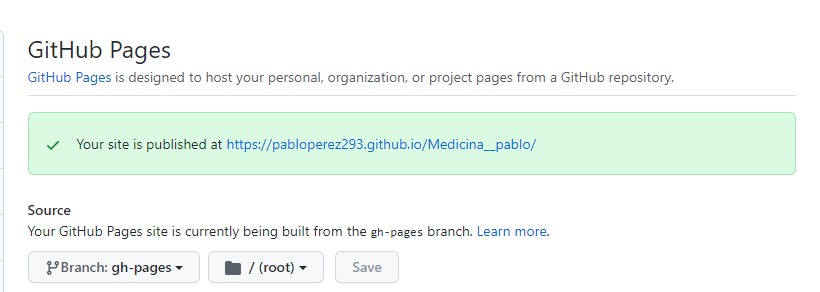 GitHub Pages
GitHub Pages is designed to host your personal, organization, or project pages from a GitHub repository.
Your site is published at https://pabloperez293.github.io/Medicina__pablo/
Source
Your GitHub Pages site is currently being built from the gh-pages branch. Learn more.
Branch: gh-pages / (root) Save